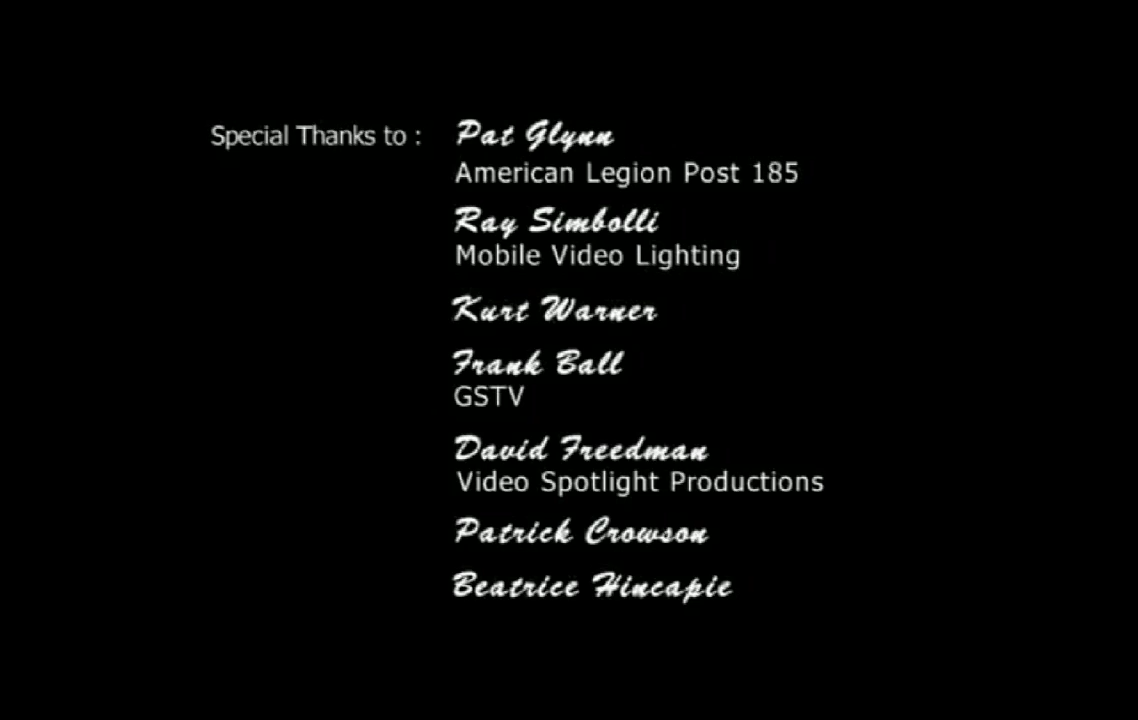 Special Thanks to : Pat Glynn
American Legion Post 185
Ray Simbolli
Mobile Video Lighting
Kurt Warner
Frank Ball
GSTV
David Freedman
Video Spotlight Productions
Patrick Crowson
Beatrice Hincapie